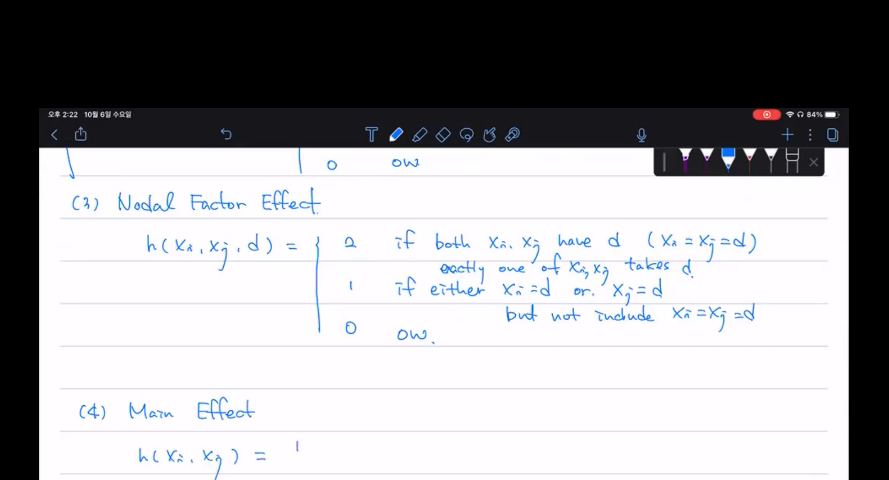 오후 2:22 10월 6일 수요일 84%
T
0 ow
(3) Nodal Factor Effect.
h(xi, xj, d) = { 2 if both xi, xj have d (xi = xj = d)
exactly one of xi, xj takes d.
1 if either xi = d or. xj = d
but not include xi = xj = d
0 ow.
(4) Main Effect
h(xi, xj) =